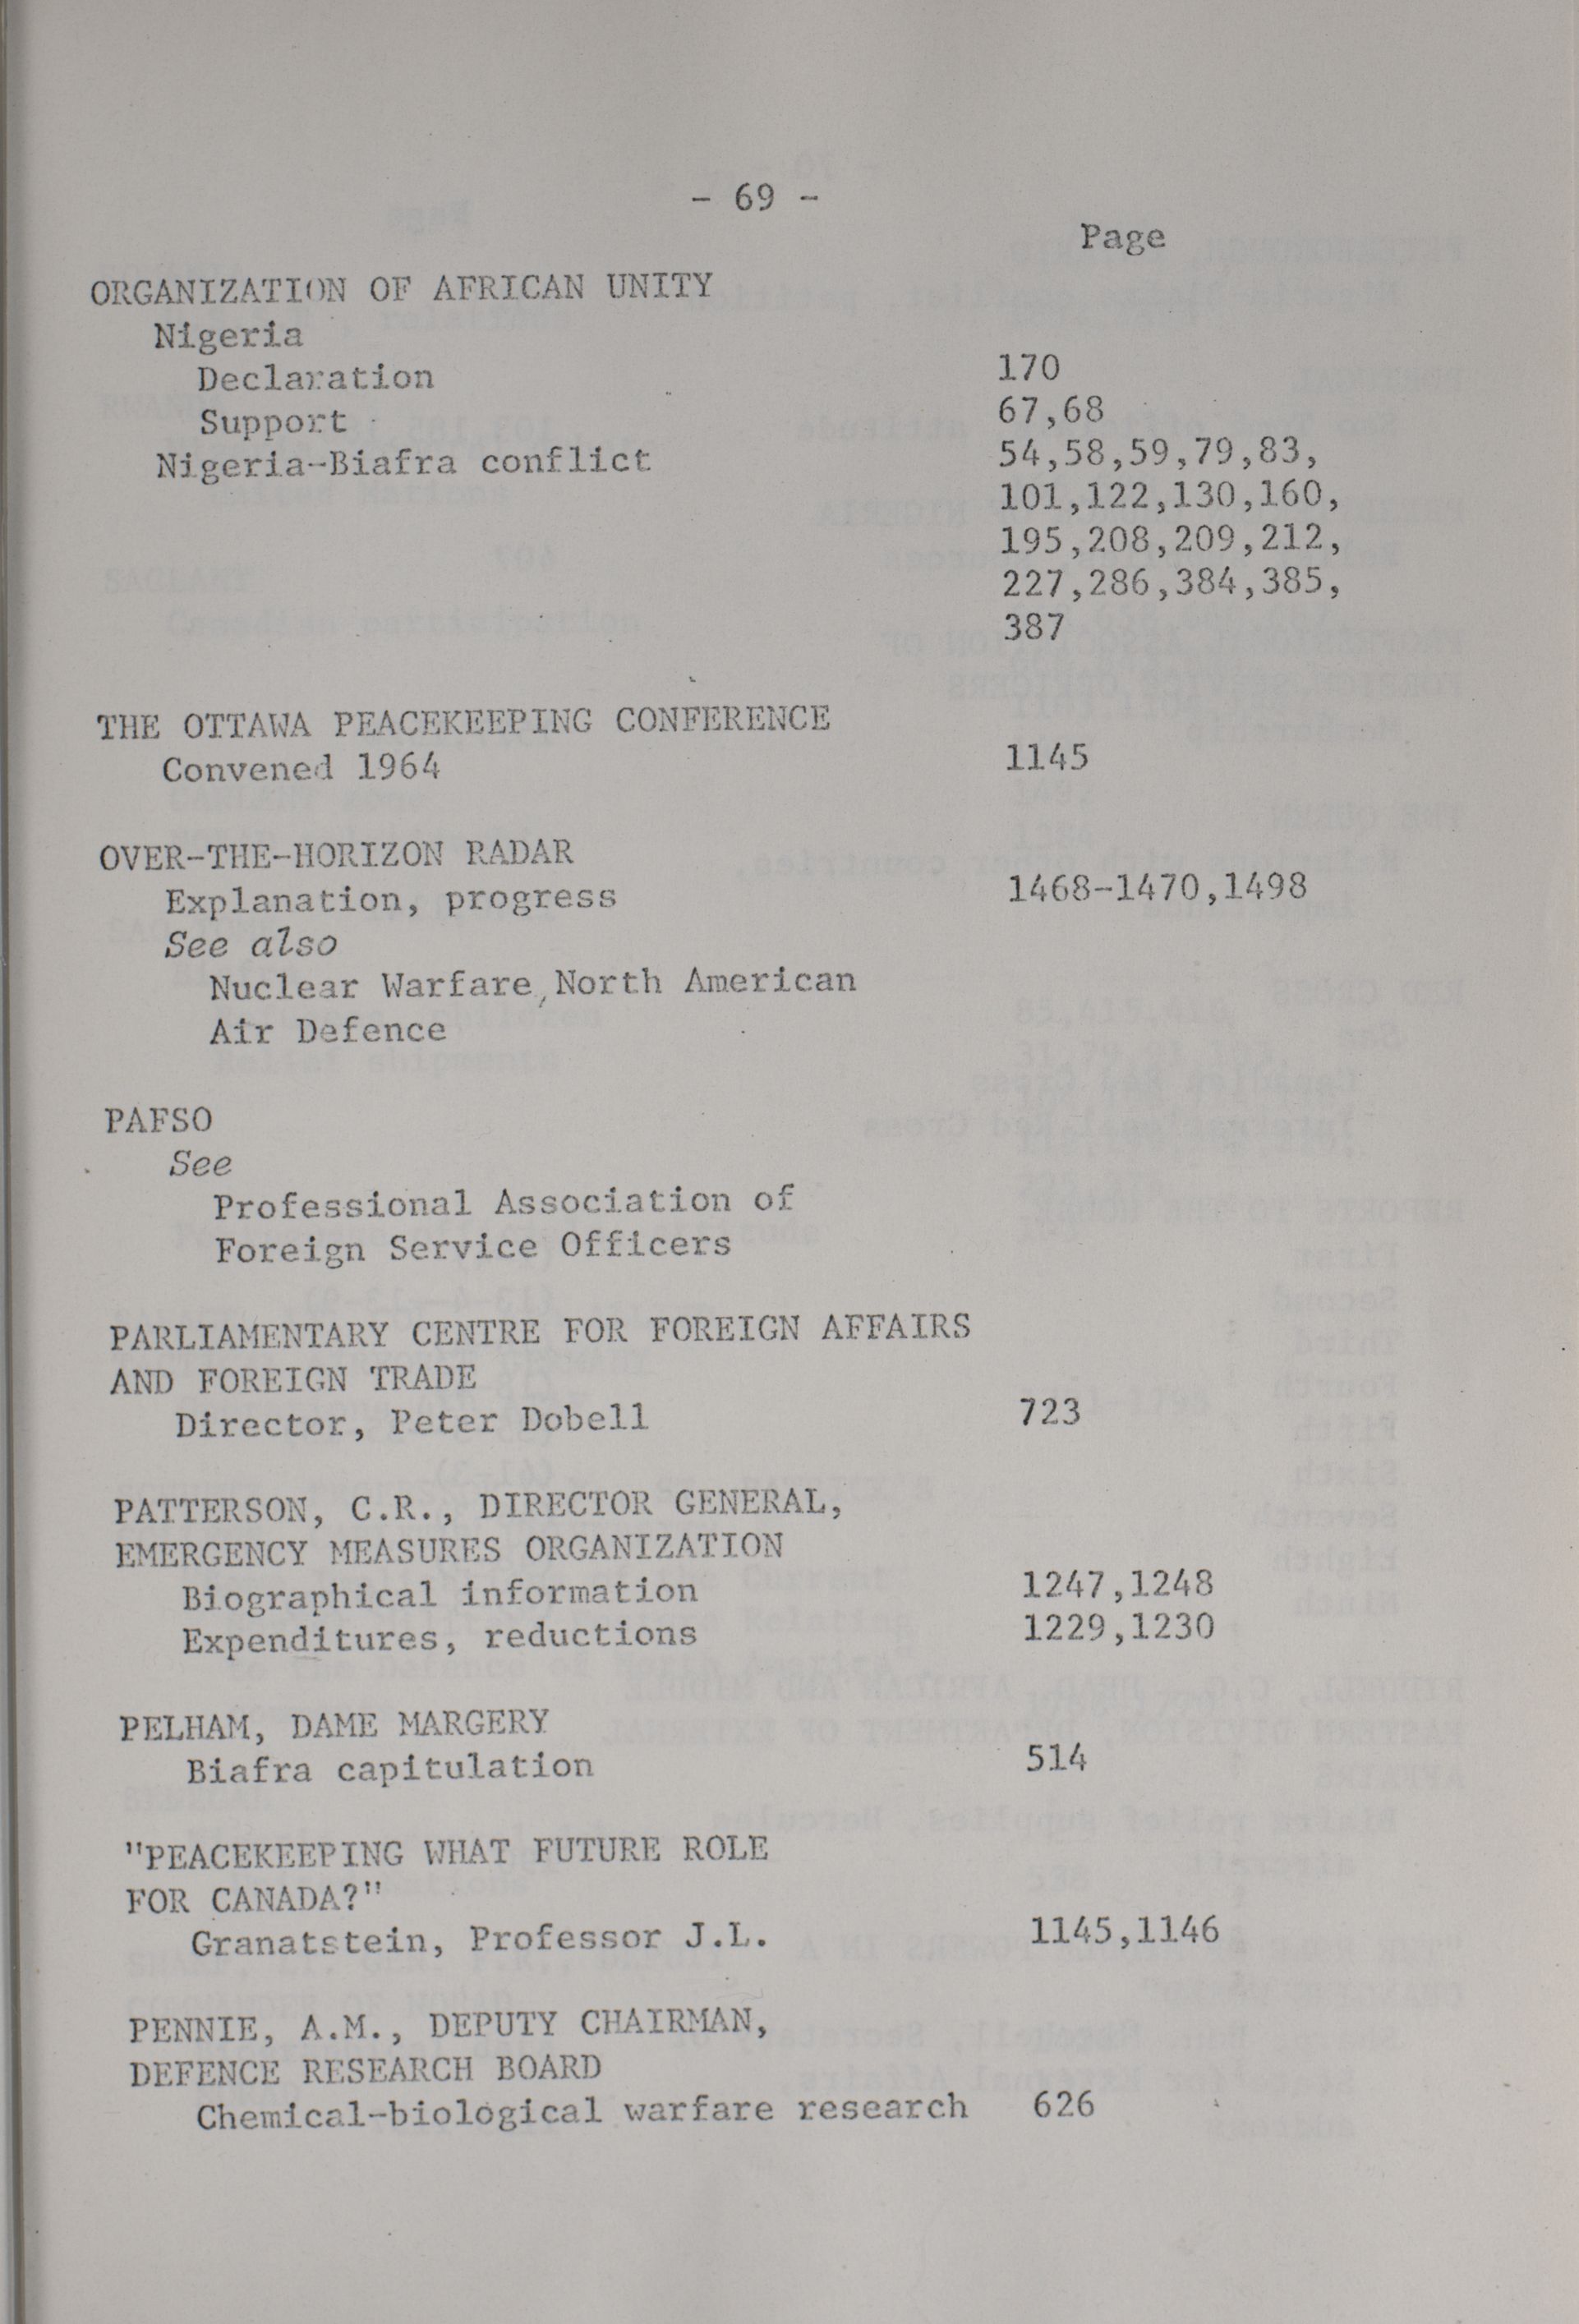 - 69 -
Page
ORGANIZATION OF AFRICAN UNITY
Nigeria
Declaration 170
Support 67,68
Nigeria-Biafra conflict 54,58,59,79,83,
101,122,130,160,
195,208,209,212,
227,286,384,385,
387
THE OTTAWA PEACEKEEPING CONFERENCE
Convened 1964 1145
OVER-THE-HORIZON RADAR
Explanation, progress 1468-1470,1498
See also
Nuclear Warfare, North American
Air Defence
PAFSO
See
Professional Association of
Foreign Service Officers
PARLIAMENTARY CENTRE FOR FOREIGN AFFAIRS
AND FOREIGN TRADE
Director, Peter Dobell 723
PATTERSON, C.R., DIRECTOR GENERAL,
EMERGENCY MEASURES ORGANIZATION
Biographical information 1247,1248
Expenditures, reductions 1229,1230
PELHAM, DAME MARGERY
Biafra capitulation 514
"PEACEKEEPING WHAT FUTURE ROLE
FOR CANADA?"
Granatstein, Professor J.L. 1145,1146
PENNIE, A.M., DEPUTY CHAIRMAN,
DEFENCE RESEARCH BOARD
Chemical-biological warfare research 626